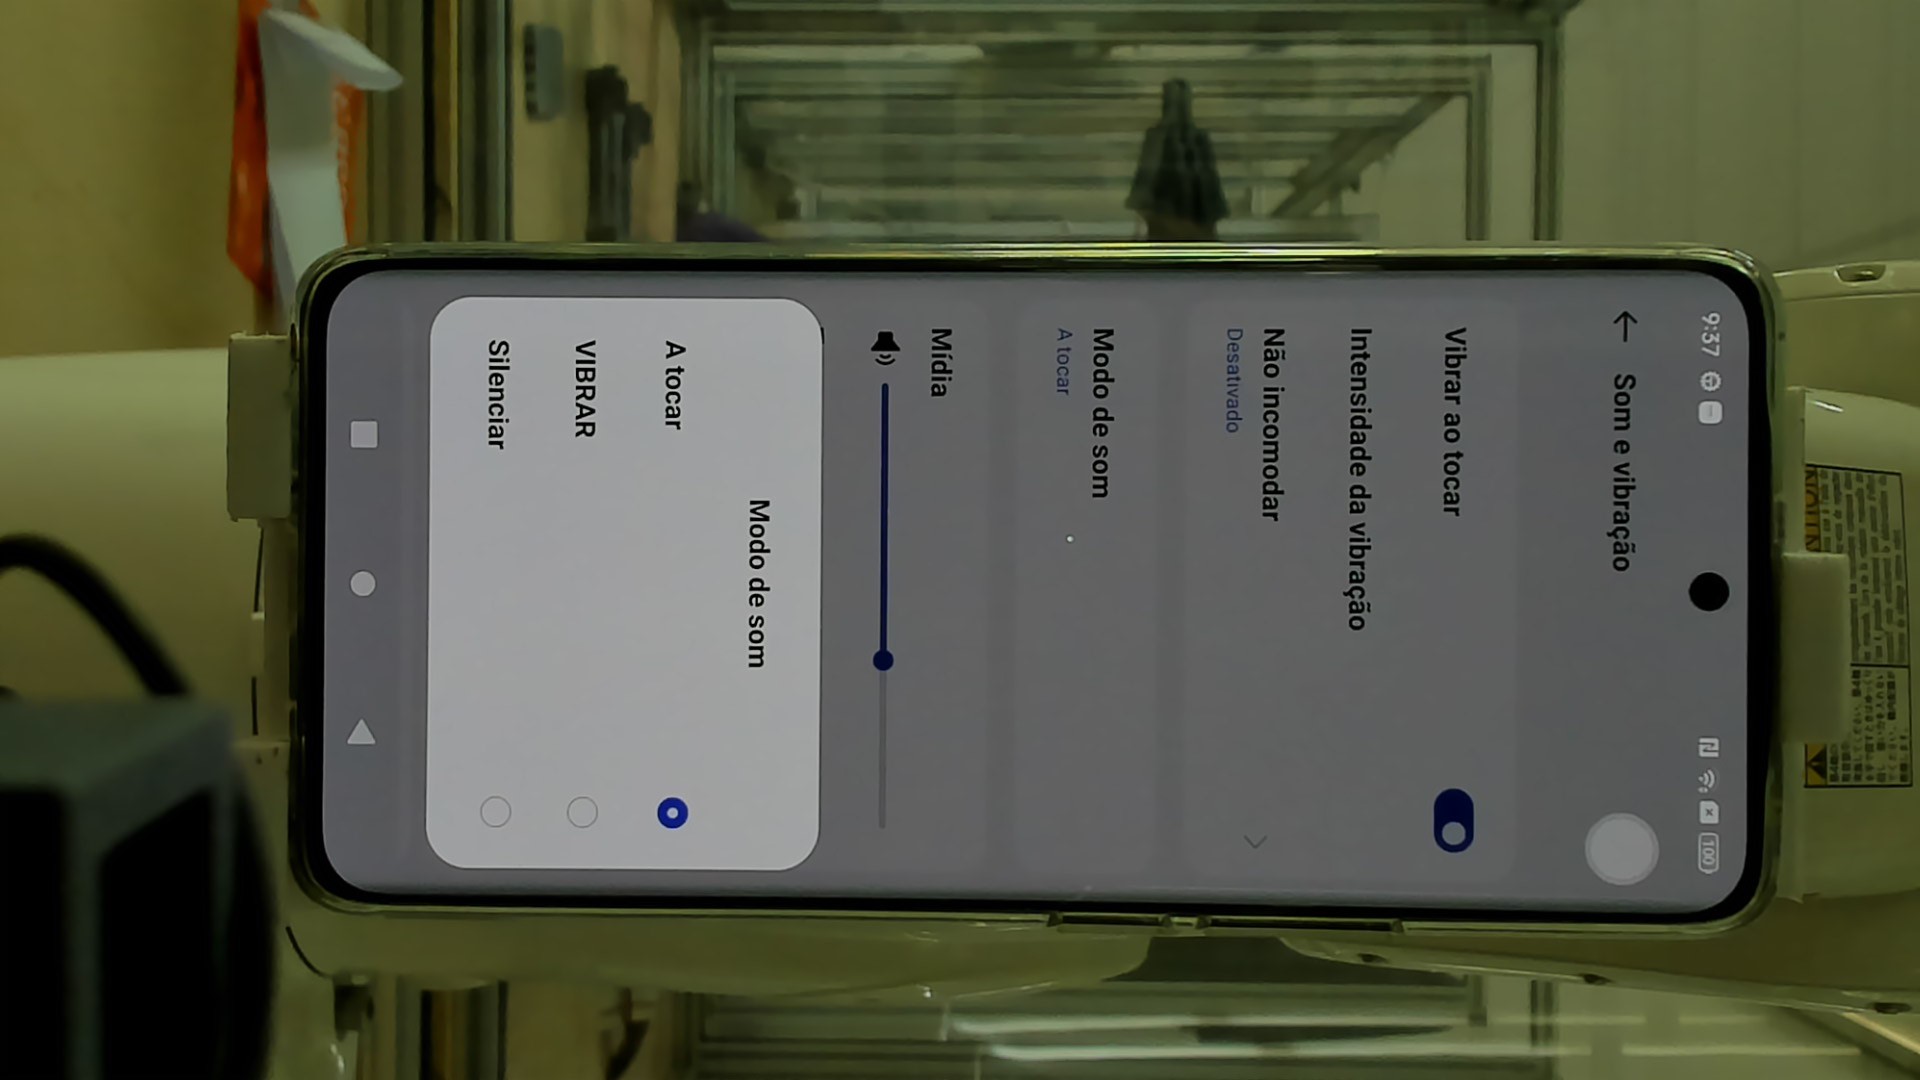 9:37
100
Som e vibração
Vibrar ao tocar
Intensidade da vibração
Não incomodar
Desativado
Modo de som
A tocar
Mídia
Modo de som
A tocar
VIBRAR
Silenciar